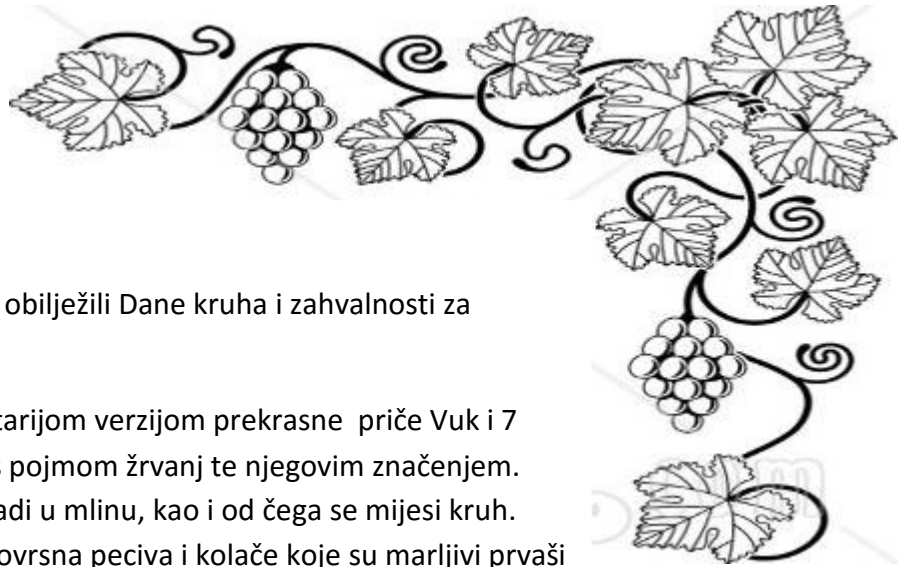 obilježili Dane kruha i zahvalnosti za
tarijom verzijom prekrasne priče Vuk i 7
s pojmom žrvanj te njegovim značenjem.
adi u mlinu, kao i od čega se mijesi kruh.
ovrsna peciva i kolače koje su marljivi prvaši